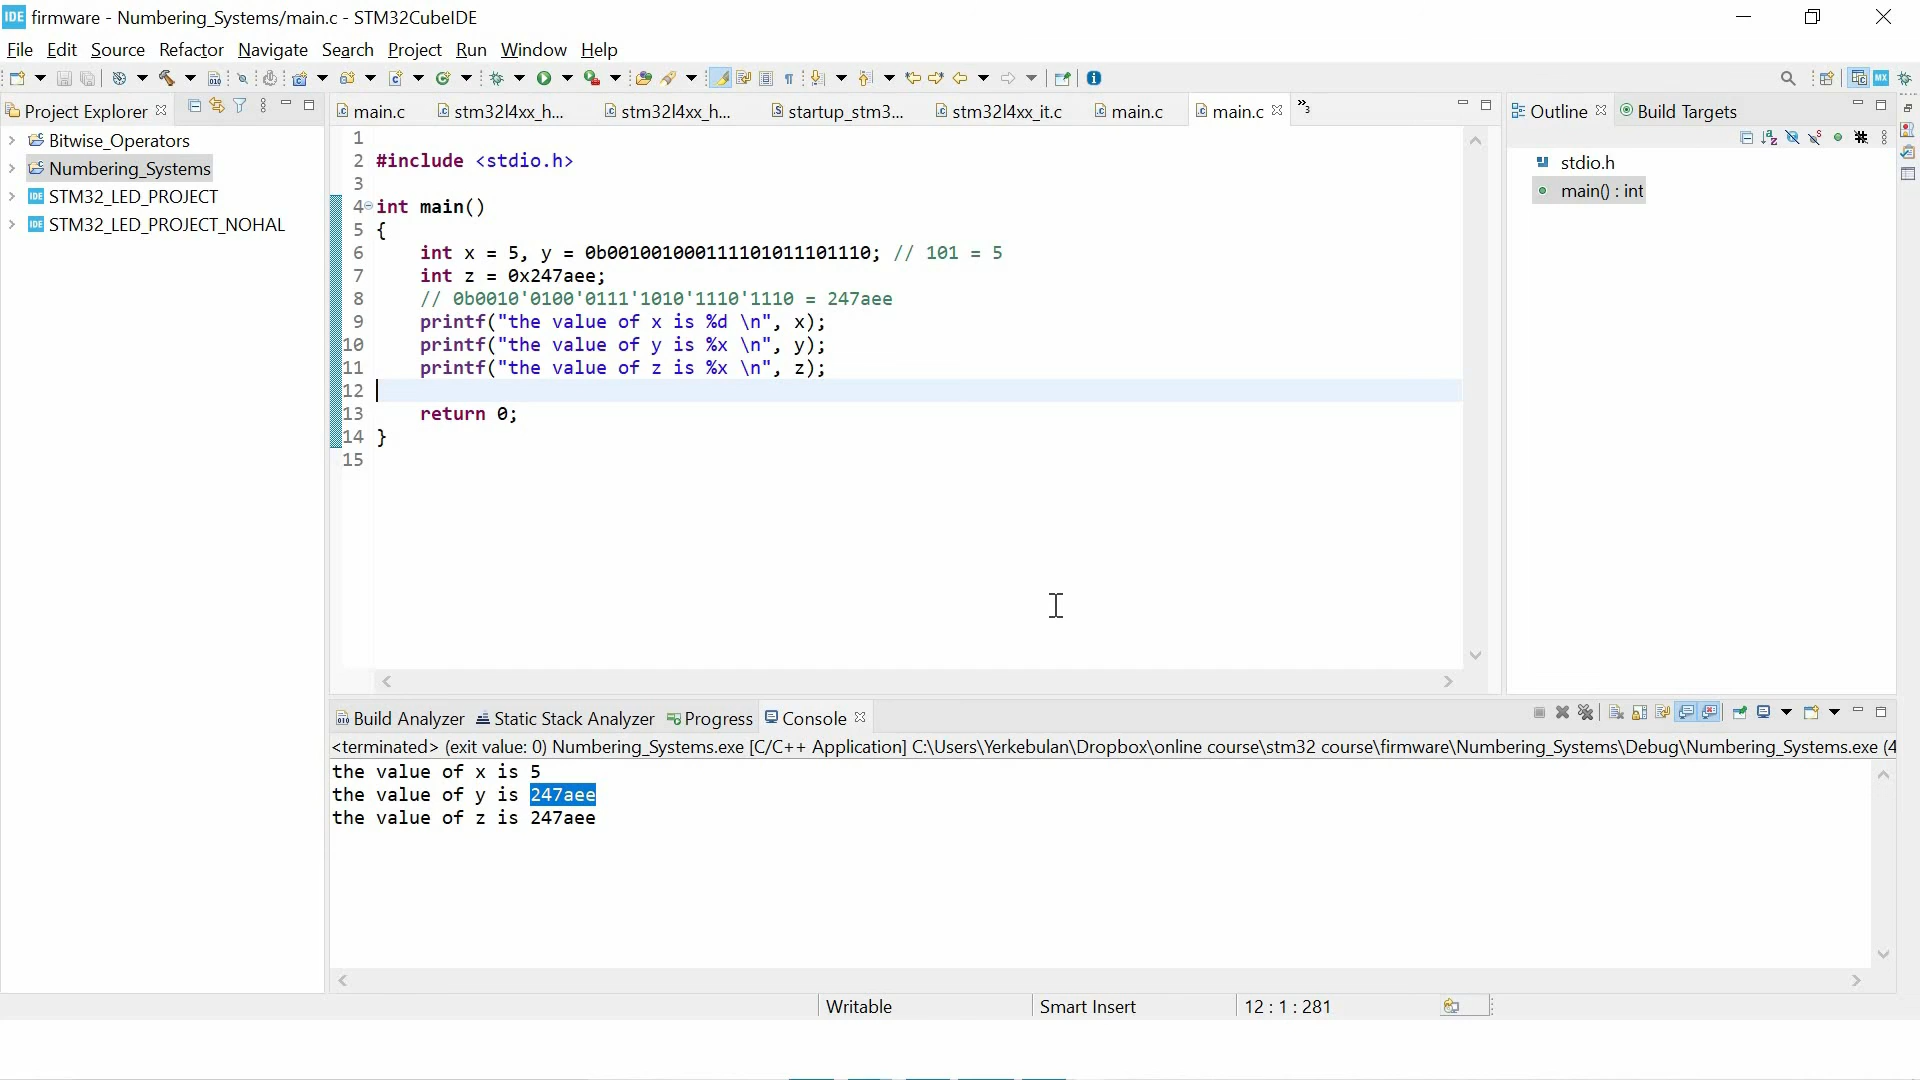 IDE firmware - Numbering_Systems/main.c - STM32CubeIDE
File Edit Source Refactor Navigate Search Project Run Window Help
Project Explorer
main.c stm32l4xx_h... stm32l4xx_h... startup_stm3... stm32l4xx_it.c main.c main.c »3
Outline Build Targets
Bitwise_Operators
Numbering_Systems
IDE STM32_LED_PROJECT
IDE STM32_LED_PROJECT_NOHAL
1
2 #include <stdio.h>
3
4 int main()
5 {
6 int x = 5, y = 0b001001000111101011101110; // 101 = 5
7 int z = 0x247aee;
8 // 0b0010'0100'0111'1010'1110'1110 = 247aee
9 printf("the value of x is %d \n", x);
10 printf("the value of y is %x \n", y);
11 printf("the value of z is %x \n", z);
12
13 return 0;
14 }
15
stdio.h
main() : int
Build Analyzer Static Stack Analyzer Progress Console
<terminated> (exit value: 0) Numbering_Systems.exe [C/C++ Application] C:\Users\Yerkebulan\Dropbox\online course\stm32 course\firmware\Numbering_Systems\Debug\Numbering_Systems.exe (4
the value of x is 5
the value of y is 247aee
the value of z is 247aee
Writable Smart Insert 12 : 1 : 281